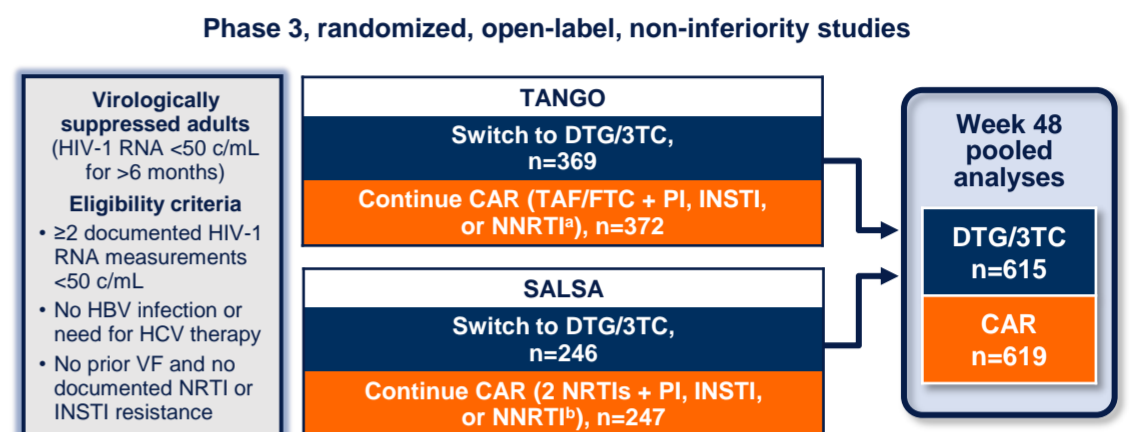 Phase 3, randomized, open-label, non-inferiority studies
Virologically
suppressed adults
(HIV-1 RNA <50 c/mL
for >6 months)
Eligibility criteria
• ≥2 documented HIV-1
RNA measurements
<50 c/mL
• No HBV infection or
need for HCV therapy
• No prior VF and no
documented NRTI or
INSTI resistance
TANGO
Switch to DTG/3TC,
n=369
Continue CAR (TAF/FTC + PI, INSTI,
or NNRTIᵃ), n=372
SALSA
Switch to DTG/3TC,
n=246
Continue CAR (2 NRTIs + PI, INSTI,
or NNRTIᵇ), n=247
Week 48
pooled
analyses
DTG/3TC
n=615
CAR
n=619